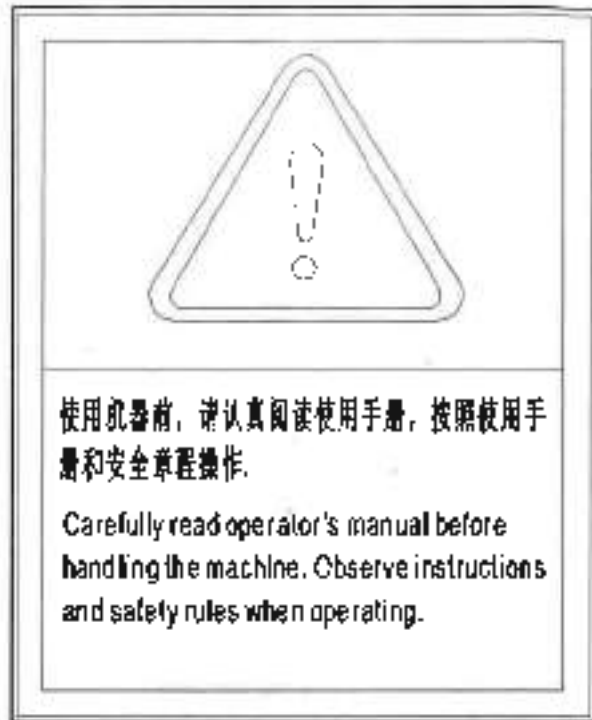 使用机器前，请认真阅读使用手册，按照使用手
册和安全章程操作.
Carefully read operator's manual before
handling the machine. Observe instructions
and safety rules when operating.